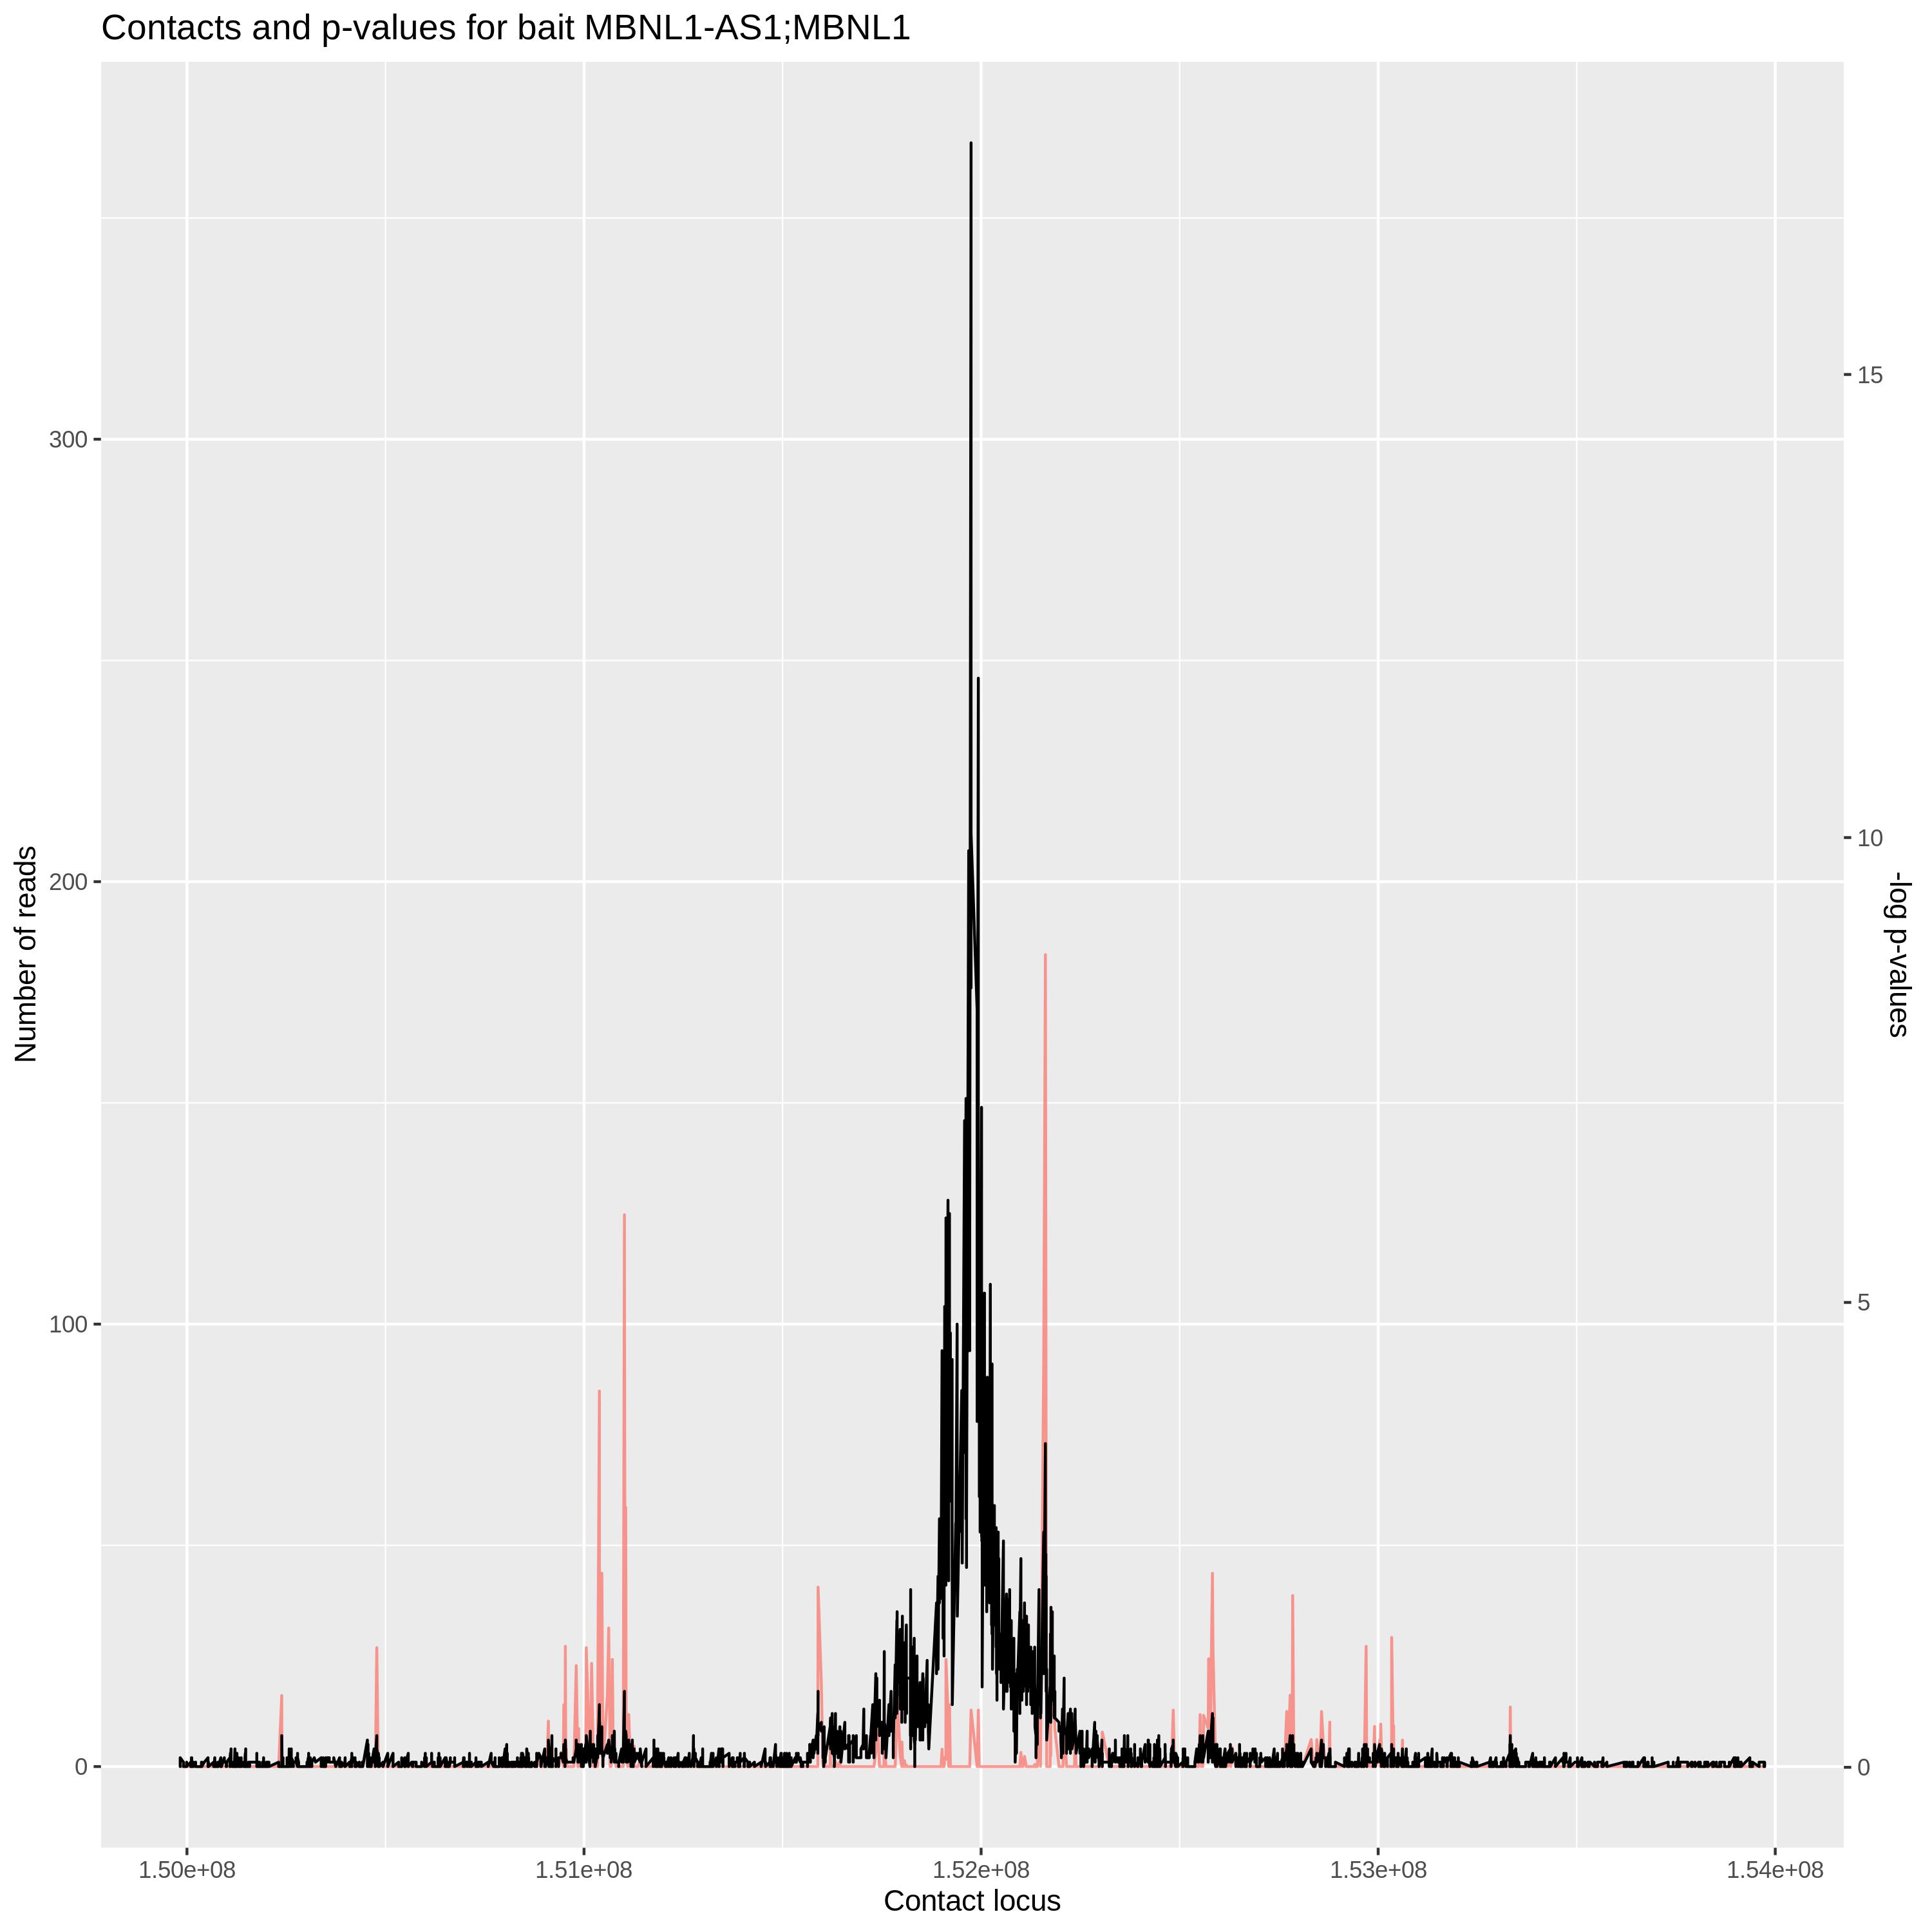 Contacts and p-values for bait MBNL1-AS1;MBNL1
Number of reads
300
200
100
0
15
10
5
0
-log p-values
1.50e+08
1.51e+08
1.52e+08
1.53e+08
1.54e+08
Contact locus